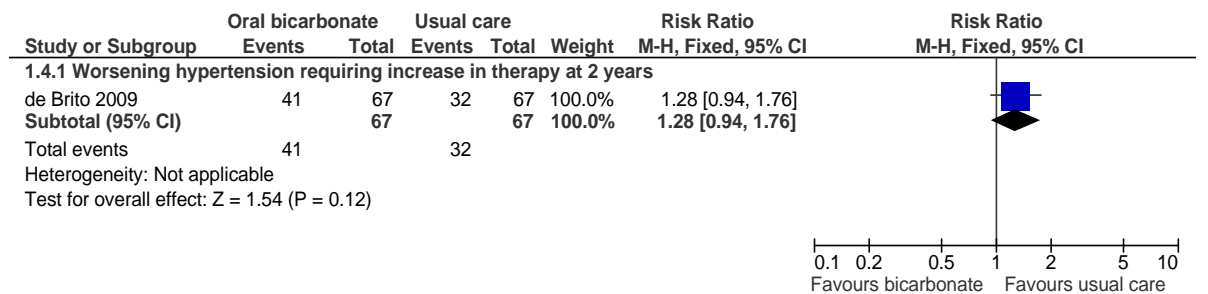 Oral bicarbonate Usual care Risk Ratio Risk Ratio
Study or Subgroup Events Total Events Total Weight M-H, Fixed, 95% CI M-H, Fixed, 95% CI
1.4.1 Worsening hypertension requiring increase in therapy at 2 years
de Brito 2009 41 67 32 67 100.0% 1.28 [0.94, 1.76]
Subtotal (95% CI) 67 67 100.0% 1.28 [0.94, 1.76]
Total events 41 32
Heterogeneity: Not applicable
Test for overall effect: Z = 1.54 (P = 0.12)
0.1 0.2 0.5 1 2 5 10
Favours bicarbonate Favours usual care